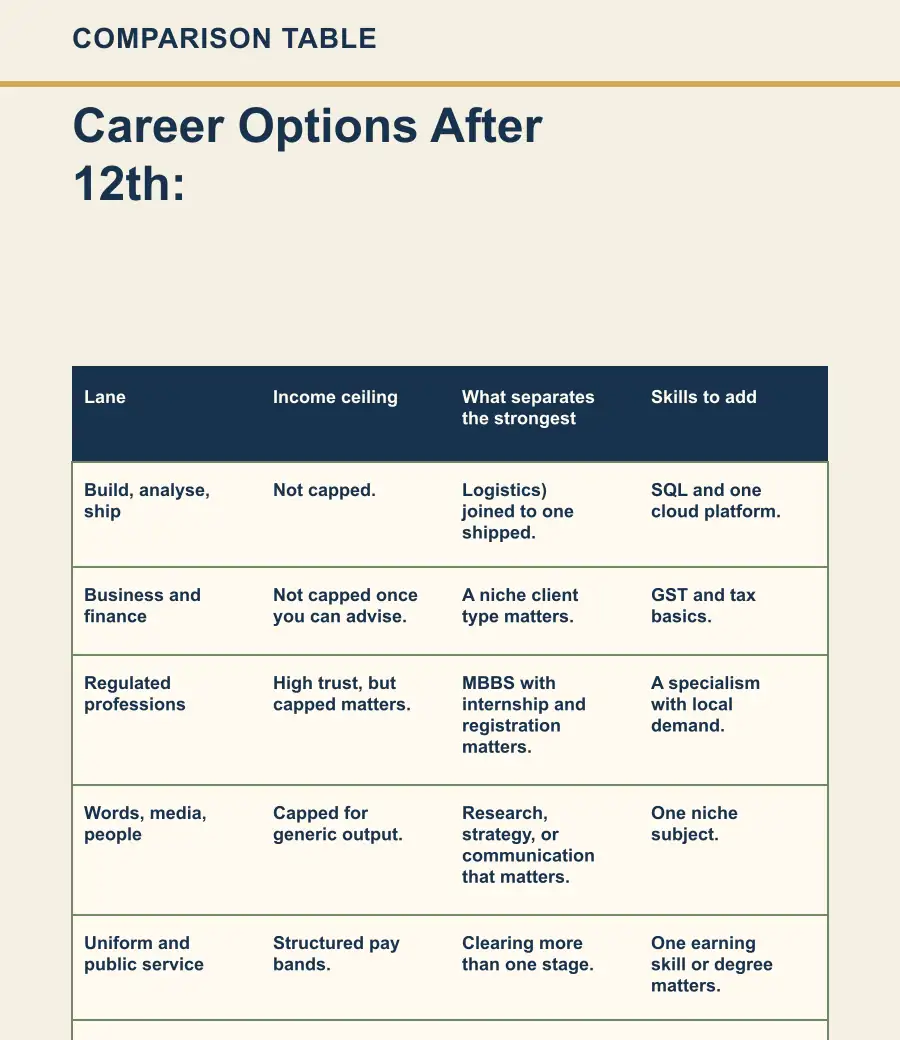 COMPARISON TABLE
Career Options After
12th:
Lane
Income ceiling
What separates
the strongest
Skills to add
Build, analyse,
ship
Not capped.
Logistics)
joined to one
shipped.
SQL and one
cloud platform.
Business and
finance
Not capped once
you can advise.
A niche client
type matters.
GST and tax
basics.
Regulated
professions
High trust, but
capped matters.
MBBS with
internship and
registration
matters.
A specialism
with local
demand.
Words, media,
people
Capped for
generic output.
Research,
strategy, or
communication
that matters.
One niche
subject.
Uniform and
public service
Structured pay
bands.
Clearing more
than one stage.
One earning
skill or degree
matters.